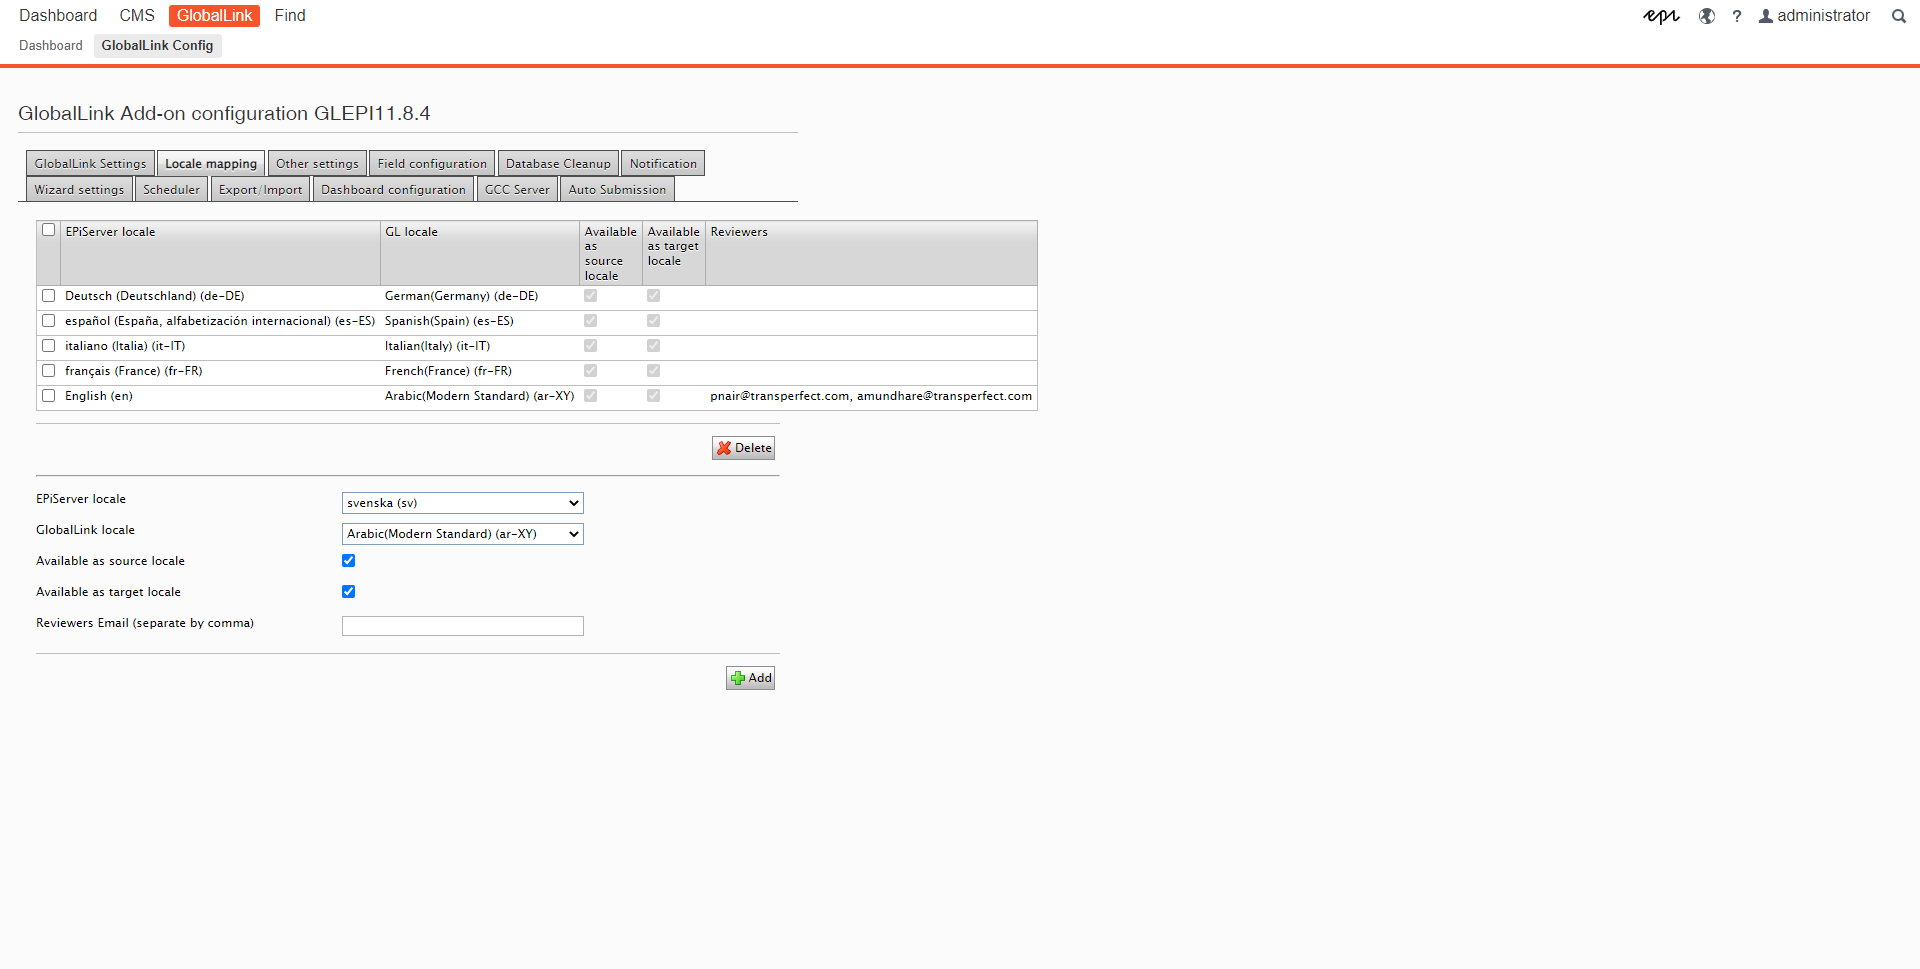 Dashboard CMS GlobalLink Find epi ? administrator
Dashboard GlobalLink Config
GlobalLink Add-on configuration GLEPI11.8.4
GlobalLink Settings Locale mapping Other settings Field configuration Database Cleanup Notification
Wizard settings Scheduler Export/Import Dashboard configuration GCC Server Auto Submission
EPiServer locale GL locale Available as source locale Available as target locale Reviewers
Deutsch (Deutschland) (de-DE) German(Germany) (de-DE)
español (España, alfabetización internacional) (es-ES) Spanish(Spain) (es-ES)
italiano (Italia) (it-IT) Italian(Italy) (it-IT)
français (France) (fr-FR) French(France) (fr-FR)
English (en) Arabic(Modern Standard) (ar-XY) pnair@transperfect.com, amundhare@transperfect.com
Delete
EPiServer locale svenska (sv)
GlobalLink locale Arabic(Modern Standard) (ar-XY)
Available as source locale
Available as target locale
Reviewers Email (separate by comma)
Add